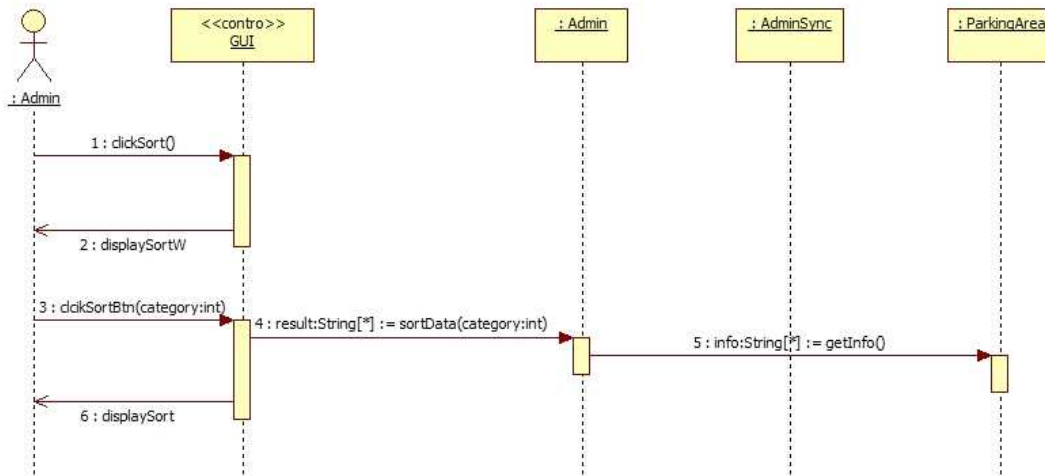 <<contro>>
GUI
: Admin
: AdminSync
: ParkingArea
: Admin
1 : clickSort()
2 : displaySortW
3 : clcikSortBtn(category:int)
4 : result:String[*] := sortData(category:int)
5 : info:String[*] := getInfo()
6 : displaySort